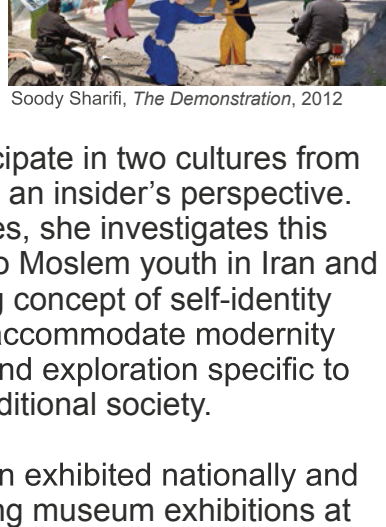 Soody Sharifi, The Demonstration, 2012
cipate in two cultures from
an insider's perspective.
es, she investigates this
o Moslem youth in Iran and
g concept of self-identity
accommodate modernity
nd exploration specific to
ditional society.
n exhibited nationally and
ng museum exhibitions at